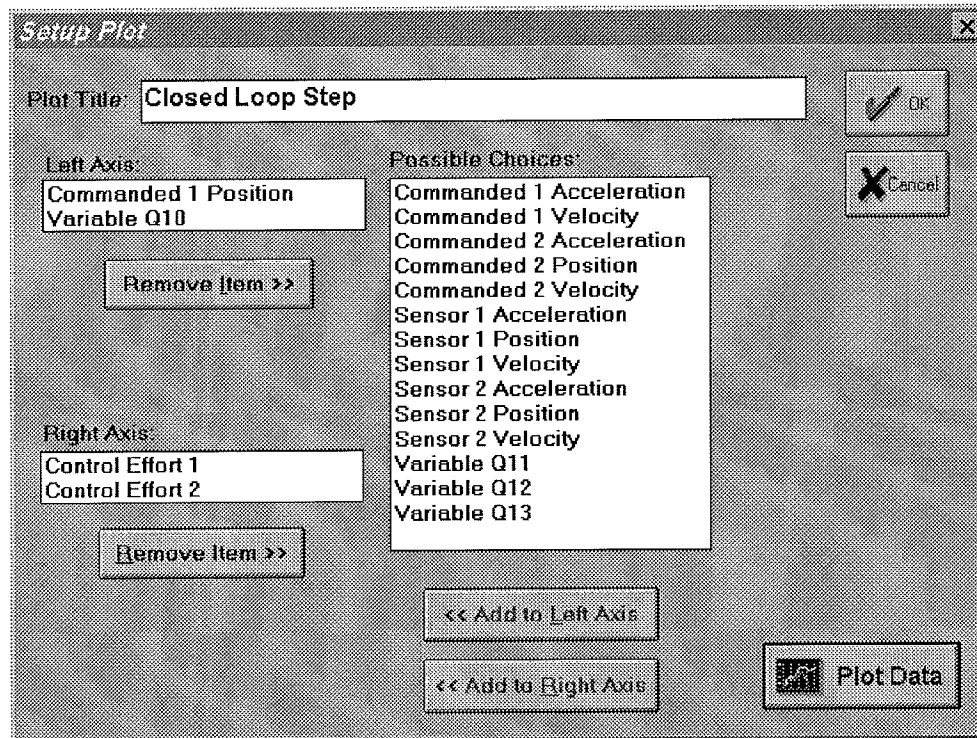 Setup Plot
Plot Title: Closed Loop Step
OK
Cancel
Left Axis:
Commanded 1 Position
Variable Q10
Remove Item >>
Right Axis:
Control Effort 1
Control Effort 2
Remove Item >>
Possible Choices:
Commanded 1 Acceleration
Commanded 1 Velocity
Commanded 2 Acceleration
Commanded 2 Position
Commanded 2 Velocity
Sensor 1 Acceleration
Sensor 1 Position
Sensor 1 Velocity
Sensor 2 Acceleration
Sensor 2 Position
Sensor 2 Velocity
Variable Q11
Variable Q12
Variable Q13
<< Add to Left Axis
<< Add to Right Axis
Plot Data